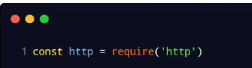 1 const http = require('http')